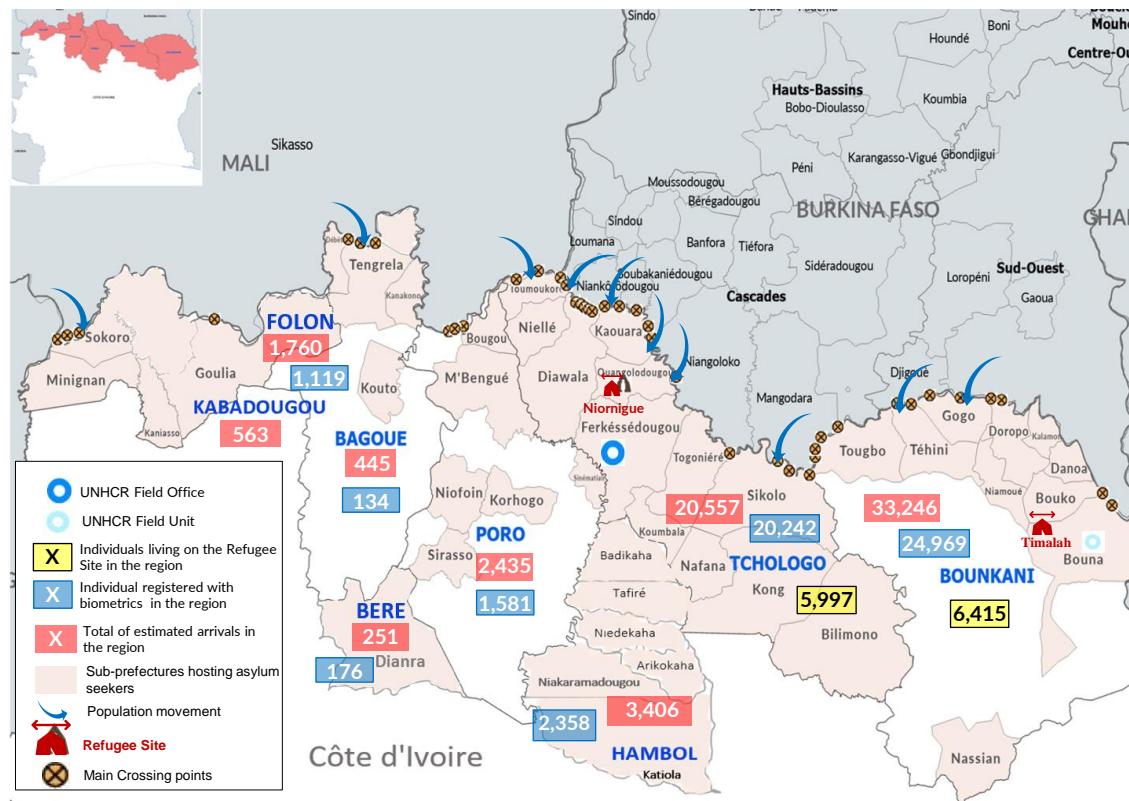 Sindo
Houndé
Boni
Mouho
Centre-Ou
Hauts-Bassins
Bobo-Dioulasso
Koumbia
Sikasso
MALI
Péni
Karangasso-Vigué
Gbondjigui
Moussodougou
Bérégadougou
BURKINA FASO
GHAN
Sindou
Loumana
Banfora
Tiéfora
Soubakaniédougou
Niankorodougou
Sidéradougou
Loropéni
Sud-Ouest
Gaoua
Cascades
Tengrela
Kanakono
Toumoukoro
Sokoro
FOLON
1,760
1,119
Niellé
Kaouara
Bougou
Niangoloko
Djigoué
Minignan
Goulia
Kouto
M'Bengué
Diawala
Ouangolodougou
Mangodara
KABADOUGOU
563
Niornigue
Ferkéssédougou
Gogo
Kaniasso
BAGOUE
445
134
Togoniéré
Tougbo
Téhini
Doropo
Kalamon
Danoa
Sinématiali
Niofoin
Korhogo
Sikolo
20,557
20,242
33,246
24,969
Niamoué
Bouko
Timalah
Bouna
PORO
2,435
1,581
Sirasso
Koumbala
Badikaha
Nafana
TCHOLOGO
BOUNKANI
Kong
5,997
6,415
Tafiré
BERE
251
176
Dianra
Bilimono
Niedekaha
Arikokaha
Niakaramadougou
3,406
2,358
HAMBOL
Katiola
Nassian
Côte d'Ivoire
UNHCR Field Office
UNHCR Field Unit
X
Individuals living on the Refugee
Site in the region
X
Individual registered with
biometrics in the region
X
Total of estimated arrivals in
the region
Sub-prefectures hosting asylum
seekers
Population movement
Refugee Site
Main Crossing points